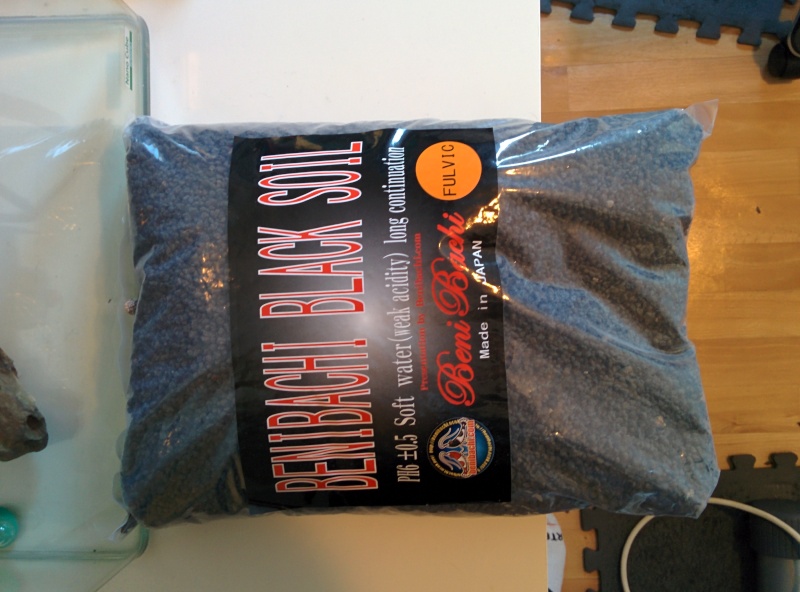 BENIBACHI BLACK SOIL
PH6 ±0.5 Soft water(weak acidity) long continuation
FULVIC
Beni Bachi
Made in JAPAN